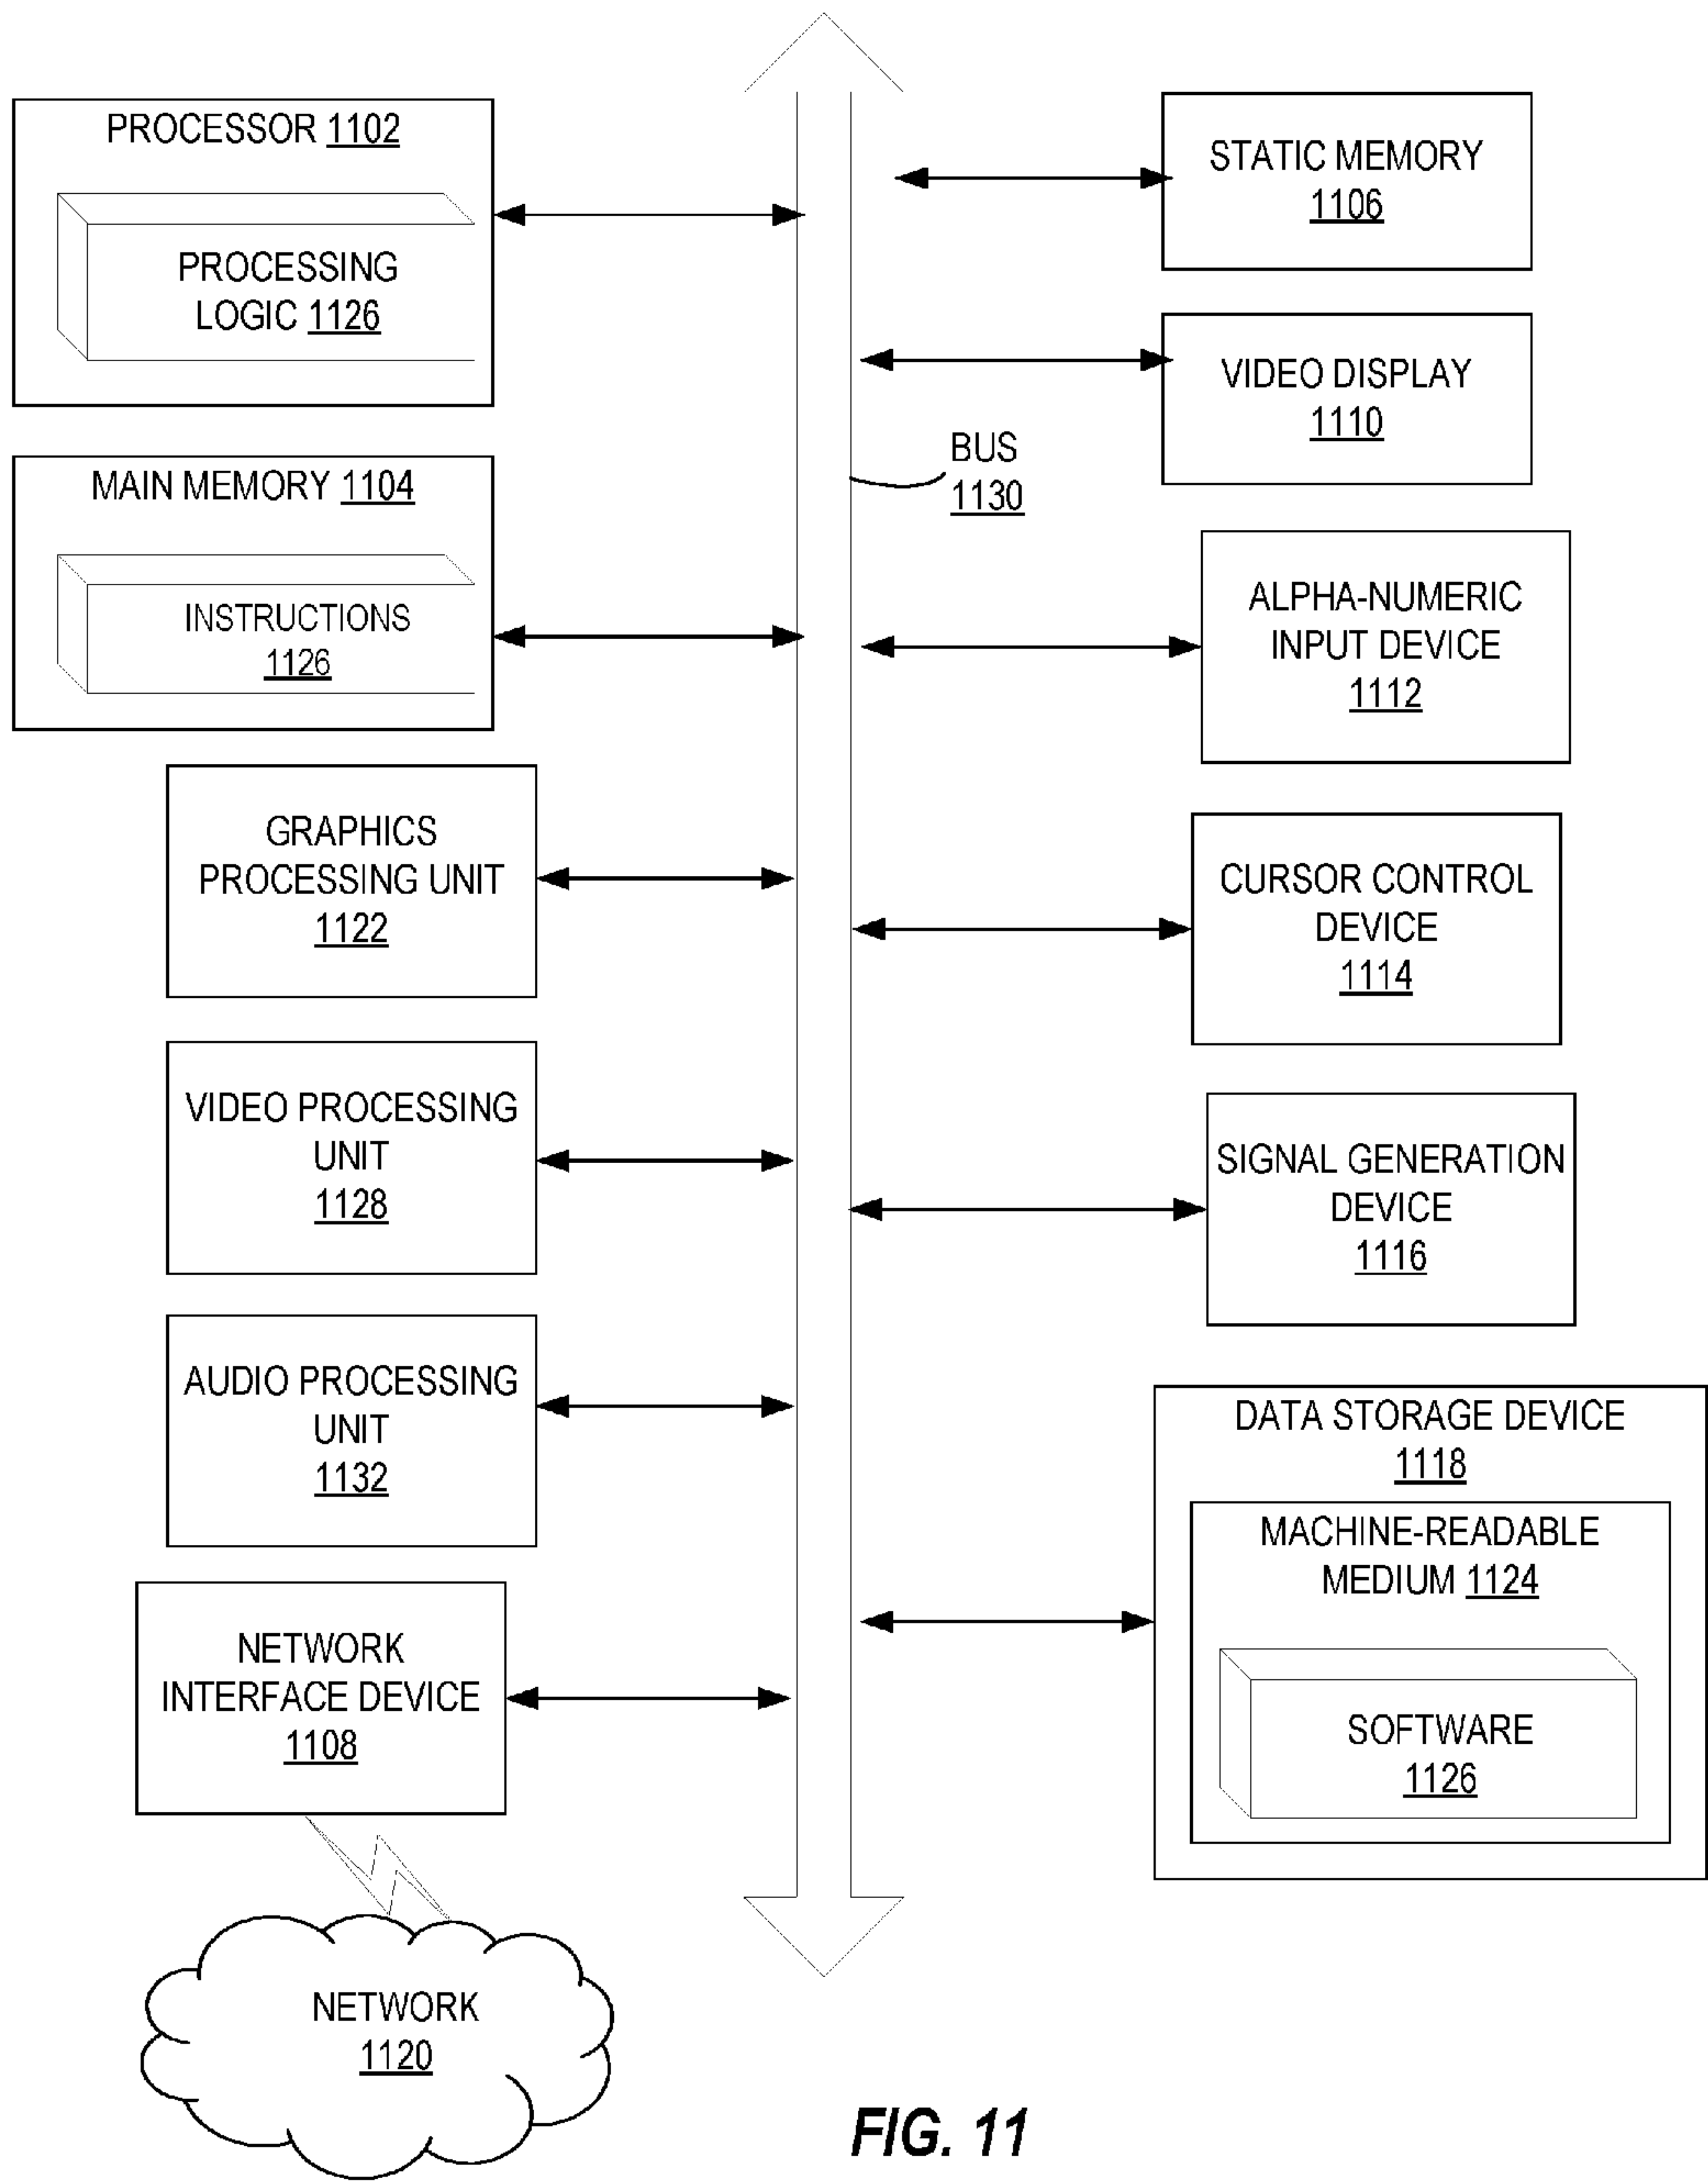 PROCESSOR 1102
PROCESSING
LOGIC 1126
MAIN MEMORY 1104
INSTRUCTIONS
1126
GRAPHICS
PROCESSING UNIT
1122
VIDEO PROCESSING
UNIT
1128
AUDIO PROCESSING
UNIT
1132
NETWORK
INTERFACE DEVICE
1108
NETWORK
1120
BUS
1130
STATIC MEMORY
1106
VIDEO DISPLAY
1110
ALPHA-NUMERIC
INPUT DEVICE
1112
CURSOR CONTROL
DEVICE
1114
SIGNAL GENERATION
DEVICE
1116
DATA STORAGE DEVICE
1118
MACHINE-READABLE
MEDIUM 1124
SOFTWARE
1126
FIG. 11